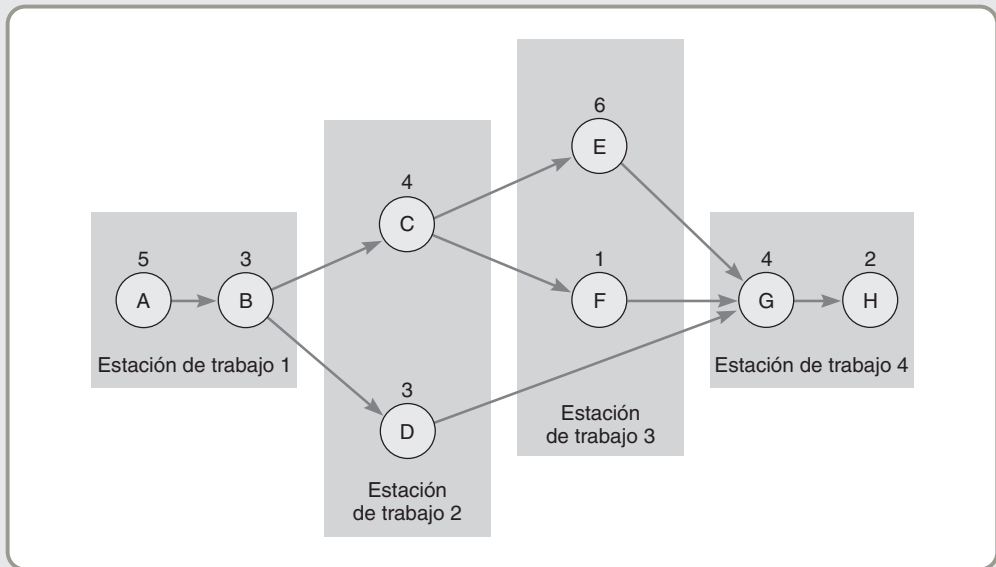 5
A
3
B
Estación de trabajo 1
4
C
3
D
Estación
de trabajo 2
6
E
1
F
Estación
de trabajo 3
4
G
2
H
Estación de trabajo 4